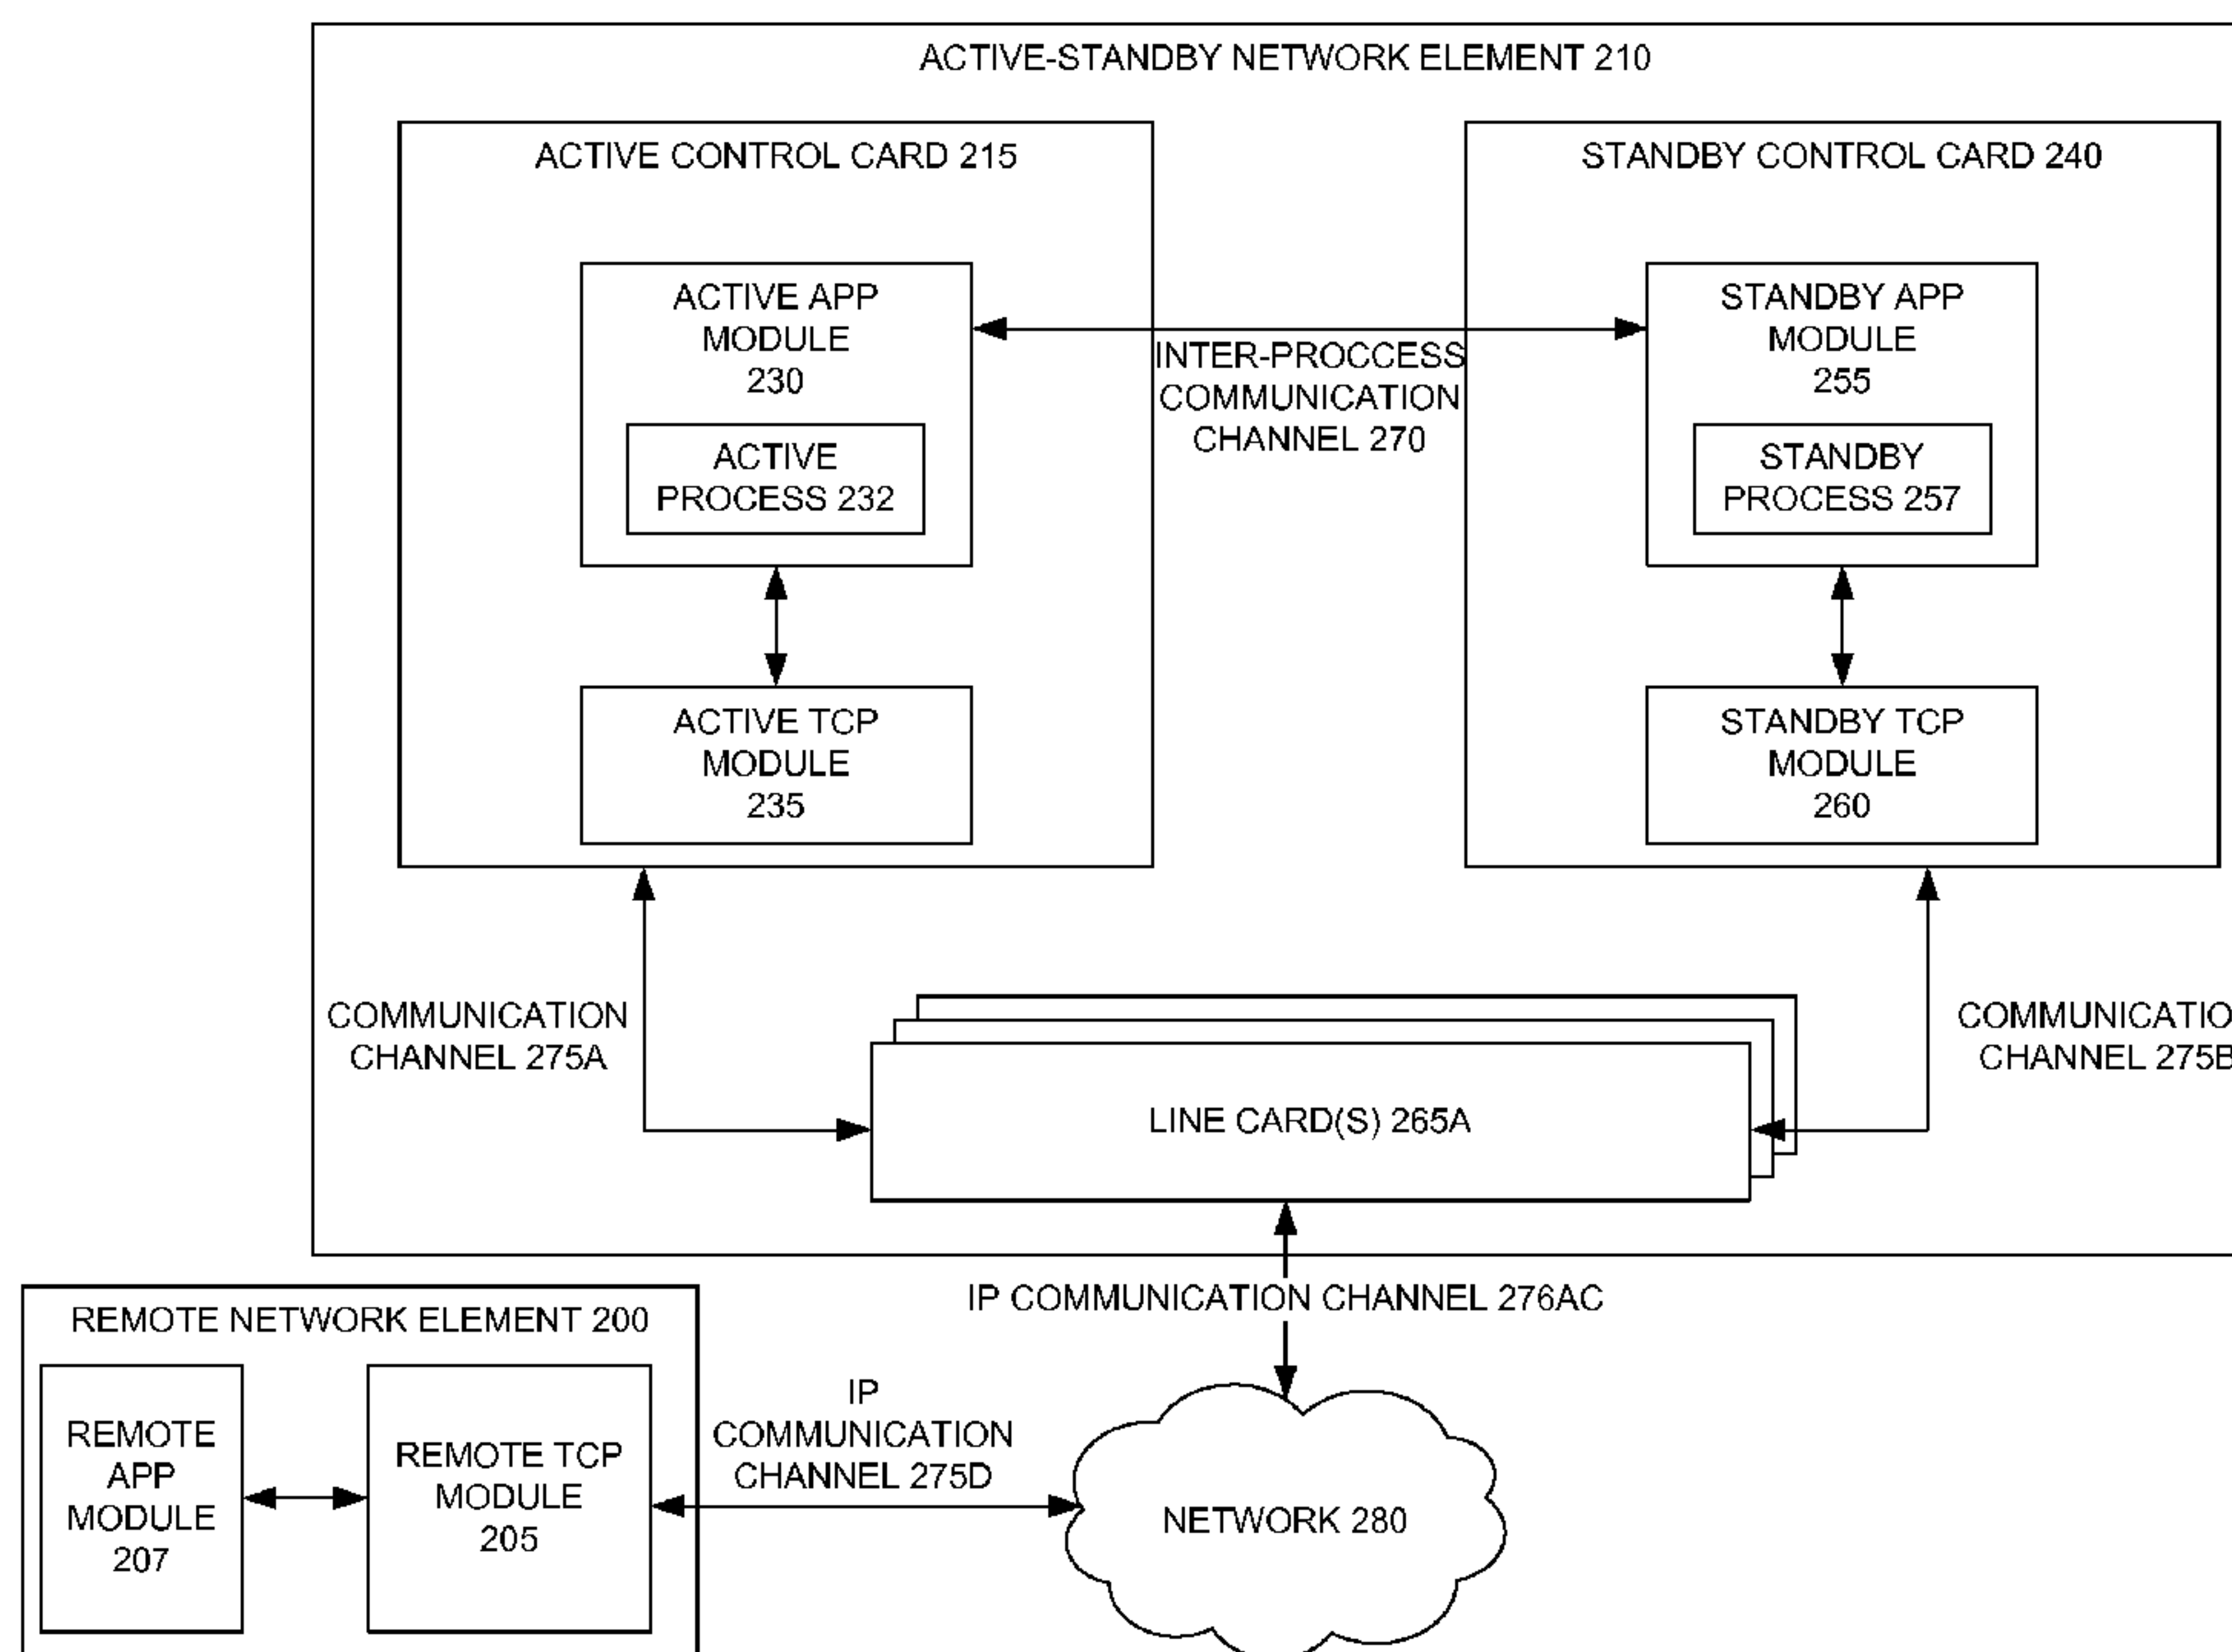 ACTIVE-STANDBY NETWORK ELEMENT 210
ACTIVE CONTROL CARD 215
STANDBY CONTROL CARD 240
ACTIVE APP
MODULE
230
ACTIVE
PROCESS 232
INTER-PROCCESS
COMMUNICATION
CHANNEL 270
STANDBY APP
MODULE
255
STANDBY
PROCESS 257
ACTIVE TCP
MODULE
235
STANDBY TCP
MODULE
260
COMMUNICATION
CHANNEL 275A
COMMUNICATIO
CHANNEL 275B
LINE CARD(S) 265A
IP COMMUNICATION CHANNEL 276AC
REMOTE NETWORK ELEMENT 200
REMOTE
APP
MODULE
207
REMOTE TCP
MODULE
205
IP
COMMUNICATION
CHANNEL 275D
NETWORK 280